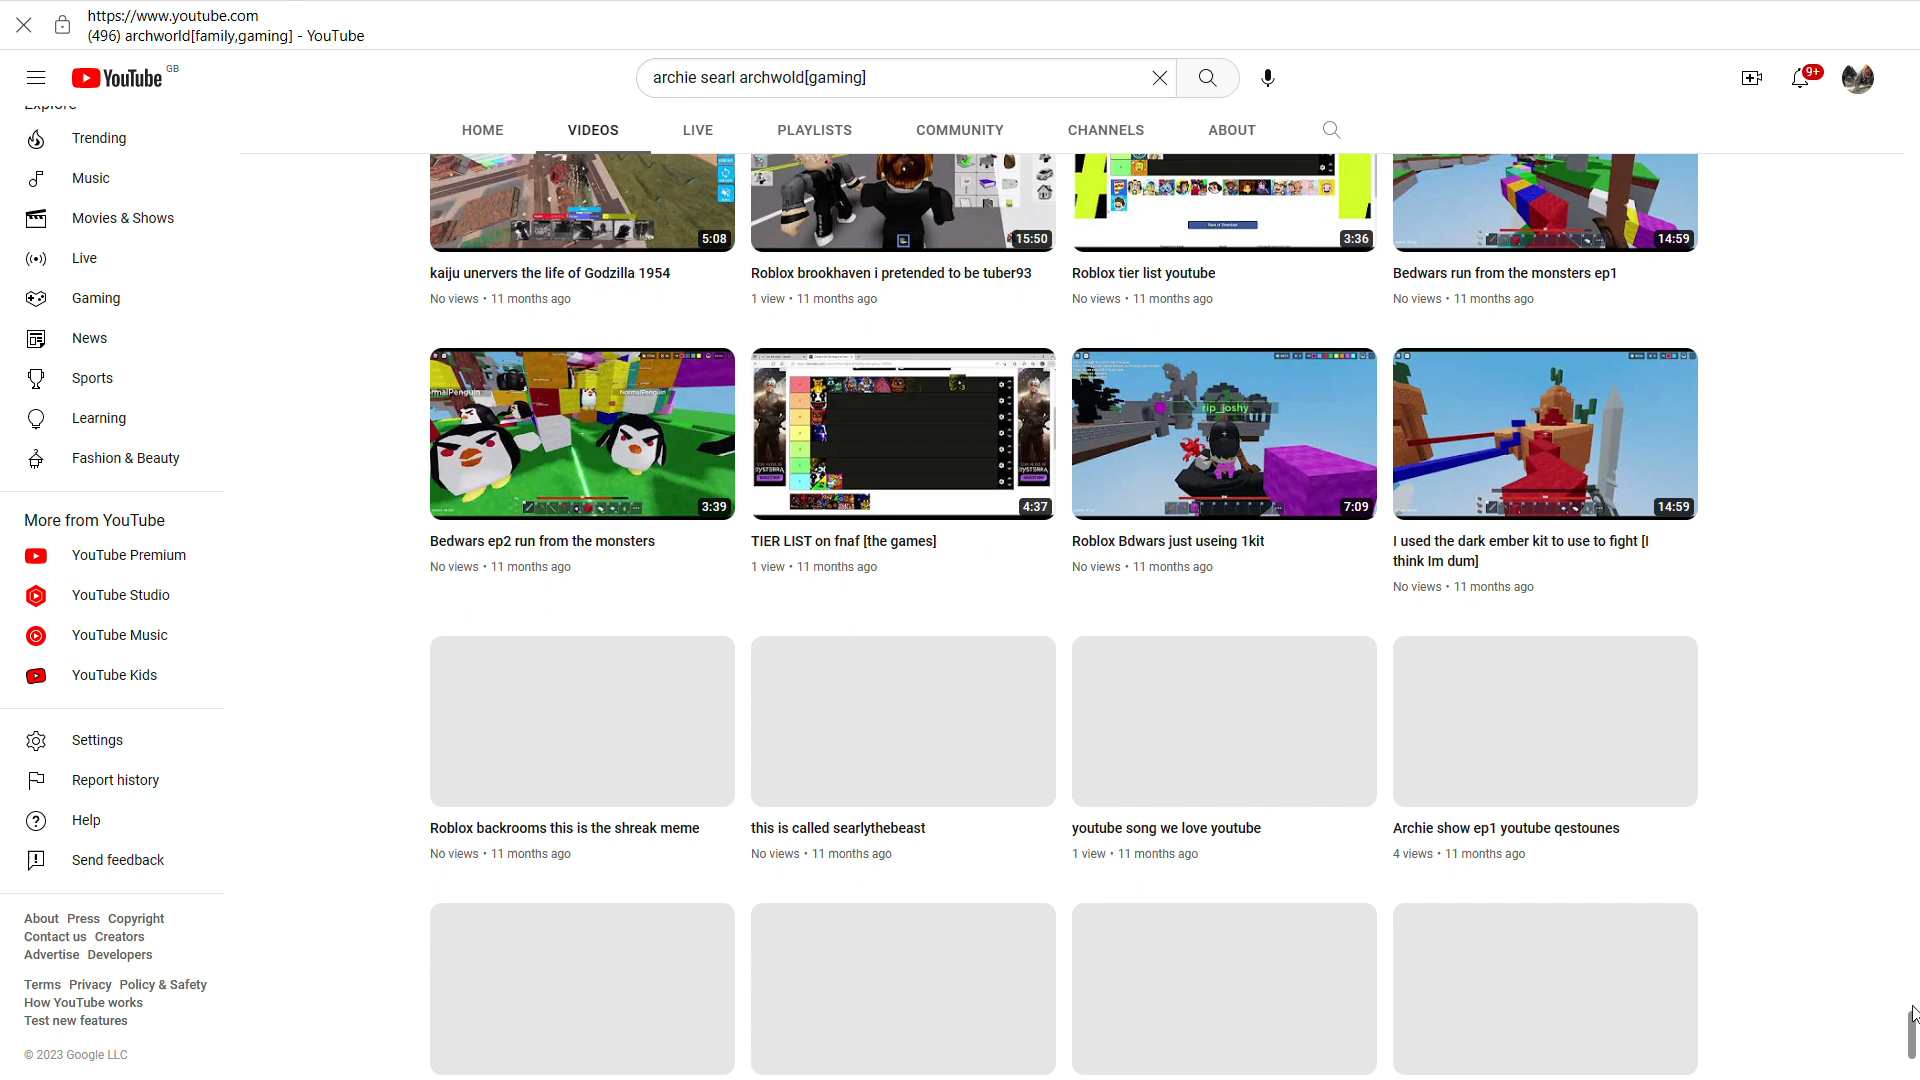 https://www.youtube.com
(496) archworld[family,gaming] - YouTube
YouTube GB
archie searl archwold[gaming]
9+
Explore
HOME VIDEOS LIVE PLAYLISTS COMMUNITY CHANNELS ABOUT
Trending
Music
Movies & Shows
Live
Gaming
News
Sports
Learning
Fashion & Beauty
More from YouTube
YouTube Premium
YouTube Studio
YouTube Music
YouTube Kids
Settings
Report history
Help
Send feedback
About Press Copyright
Contact us Creators
Advertise Developers
Terms Privacy Policy & Safety
How YouTube works
Test new features
© 2023 Google LLC
5:08
kaiju unervers the life of Godzilla 1954
No views • 11 months ago
15:50
Roblox brookhaven i pretended to be tuber93
1 view • 11 months ago
3:36
Roblox tier list youtube
No views • 11 months ago
14:59
Bedwars run from the monsters ep1
No views • 11 months ago
NormalPenguin
3:39
Bedwars ep2 run from the monsters
No views • 11 months ago
4:37
TIER LIST on fnaf [the games]
1 view • 11 months ago
rip_joshy
7:09
Roblox Bdwars just useing 1kit
No views • 11 months ago
14:59
I used the dark ember kit to use to fight [I
think Im dum]
No views • 11 months ago
Roblox backrooms this is the shreak meme
No views • 11 months ago
this is called searlythebeast
No views • 11 months ago
youtube song we love youtube
1 view • 11 months ago
Archie show ep1 youtube qestounes
4 views • 11 months ago